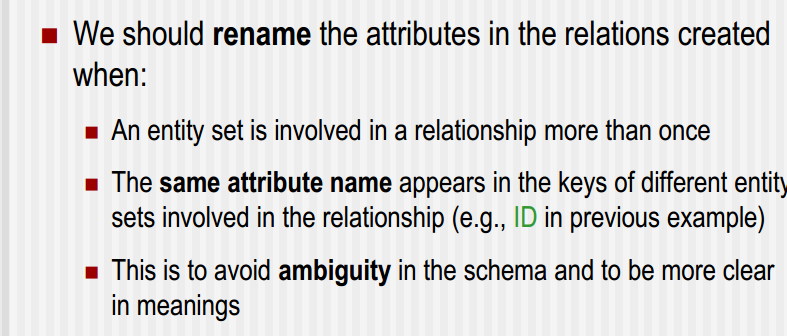 We should rename the attributes in the relations created
when:
An entity set is involved in a relationship more than once
The same attribute name appears in the keys of different entity
sets involved in the relationship (e.g., ID in previous example)
This is to avoid ambiguity in the schema and to be more clear
in meanings